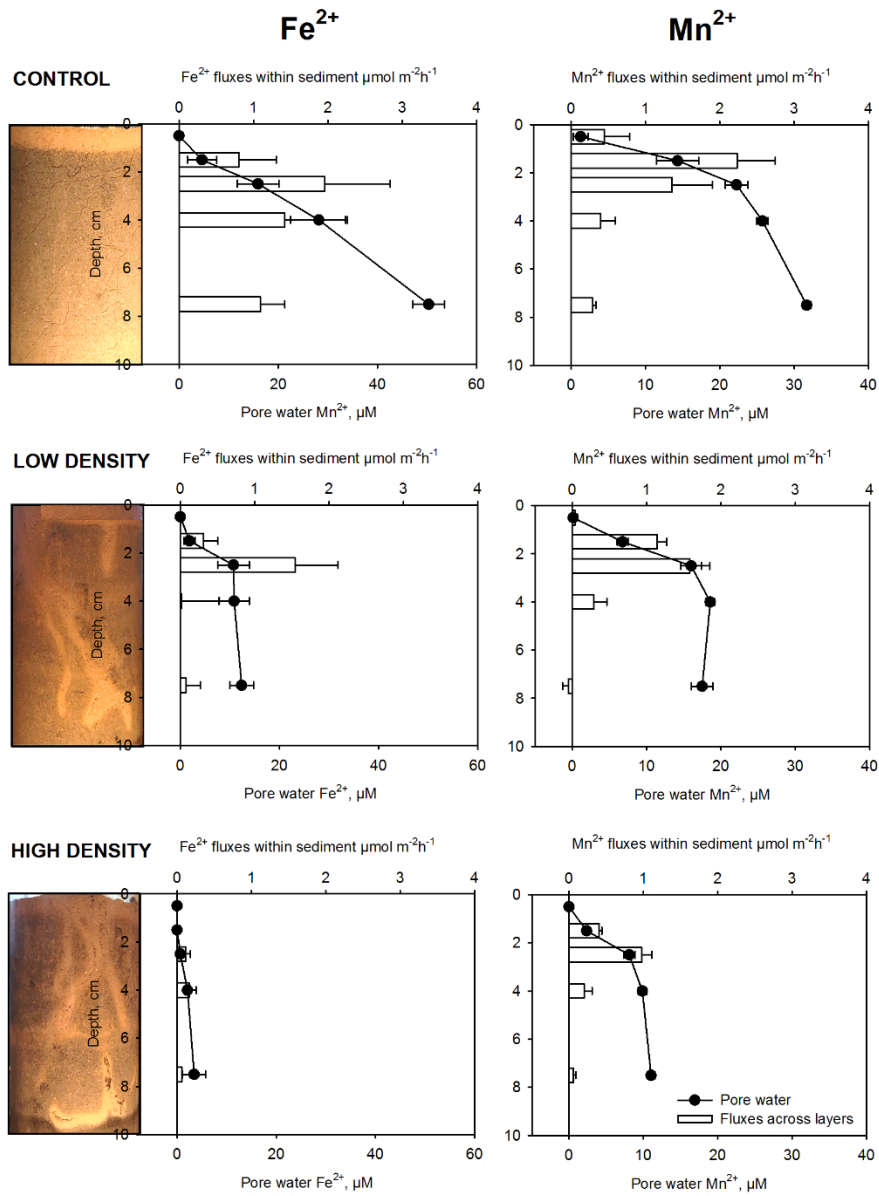 Fe2+ Mn2+
CONTROL
Fe2+ fluxes within sediment µmol m-2h-1 Mn2+ fluxes within sediment µmol m-2h-1
0 1 2 3 4 0 1 2 3 4
Depth, cm
0 2 4 6 8 10
0 2 4 6 8 10
0 20 40 60 0 10 20 30 40
Pore water Mn2+, µM Pore water Mn2+, µM
LOW DENSITY
Fe2+ fluxes within sediment µmol m-2h-1 Mn2+ fluxes within sediment µmol m-2h-1
0 1 2 3 4 0 1 2 3 4
Depth, cm
0 2 4 6 8 10
0 2 4 6 8 10
0 20 40 60 0 10 20 30 40
Pore water Fe2+, µM Pore water Mn2+, µM
HIGH DENSITY
Fe2+ fluxes within sediment µmol m-2h-1 Mn2+ fluxes within sediment µmol m-2h-1
0 1 2 3 4 0 1 2 3 4
Depth, cm
0 2 4 6 8 10
0 2 4 6 8 10
Pore water
Fluxes across layers
0 20 40 60 0 10 20 30 40
Pore water Fe2+, µM Pore water Mn2+, µM